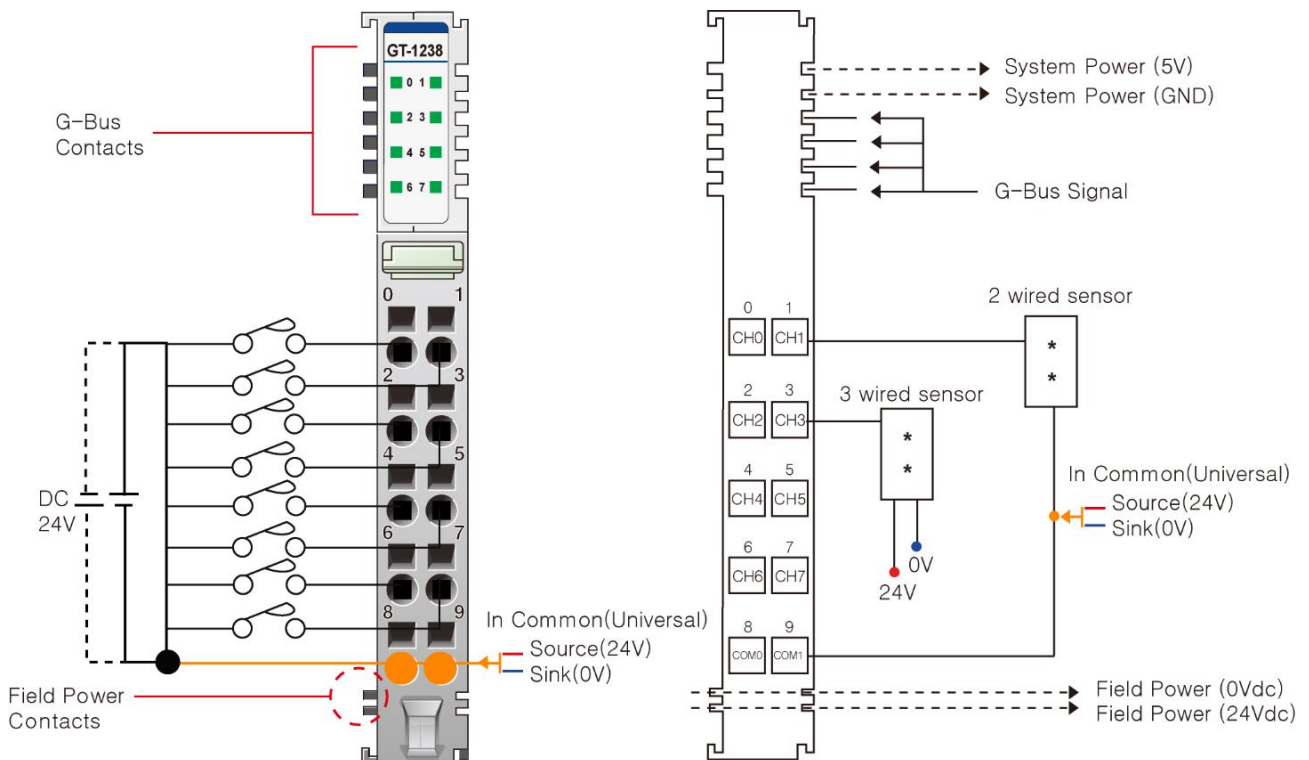 GT-1238
0 1
2 3
4 5
6 7
G-Bus
Contacts
0 1
2 3
4 5
6 7
8 9
DC
24V
In Common(Universal)
Source(24V)
Sink(0V)
Field Power
Contacts
System Power (5V)
System Power (GND)
G-Bus Signal
0 1
CH0 CH1
2 3
CH2 CH3
4 5
CH4 CH5
6 7
CH6 CH7
8 9
COM0 COM1
2 wired sensor
*
*
3 wired sensor
*
*
0V
24V
In Common(Universal)
Source(24V)
Sink(0V)
Field Power (0Vdc)
Field Power (24Vdc)